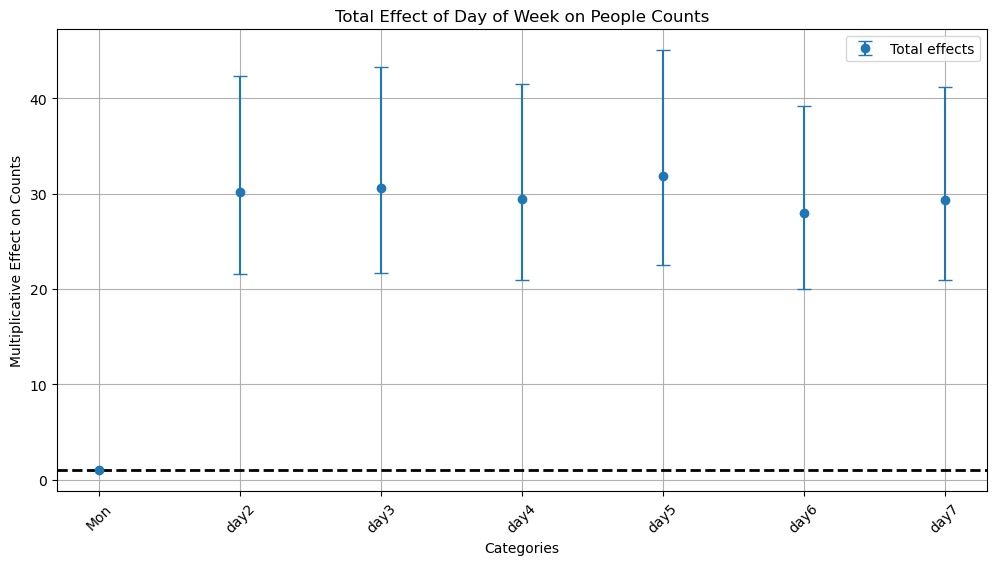 Total Effect of Day of Week on People Counts
Total effects
Multiplicative Effect on Counts
40
30
20
10
0
Mon
day2
day3
day4
day5
day6
day7
Categories